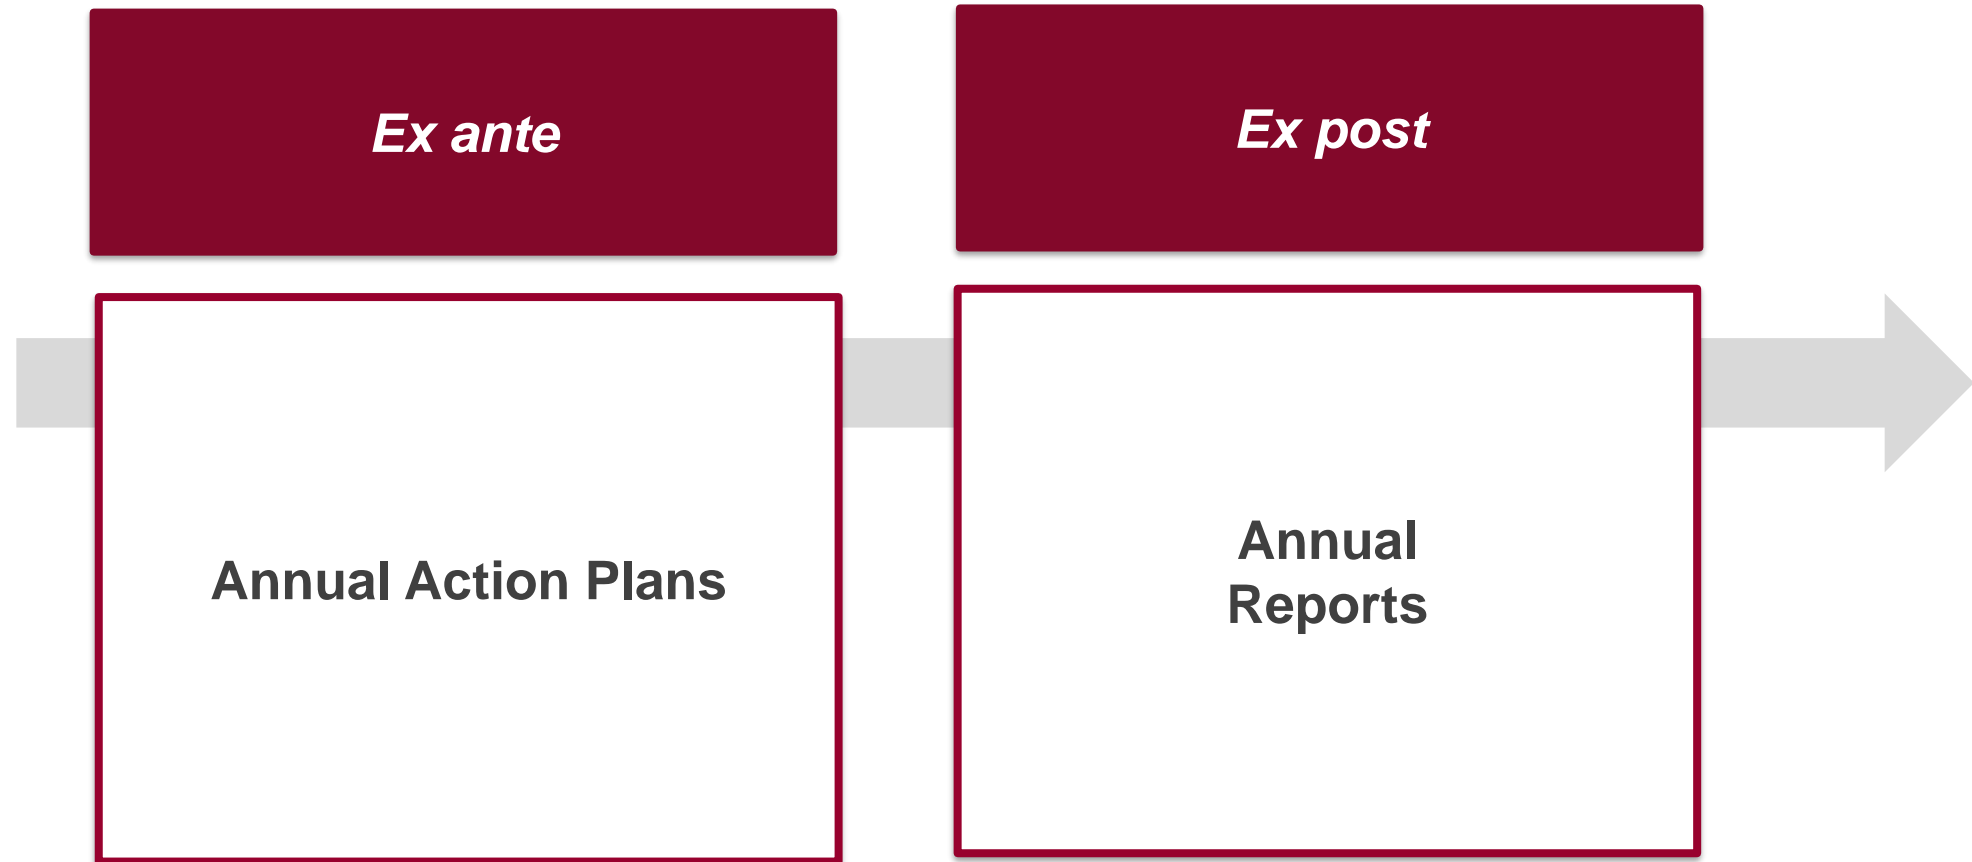 Ex ante
Ex post
Annual Action Plans
Annual
Reports